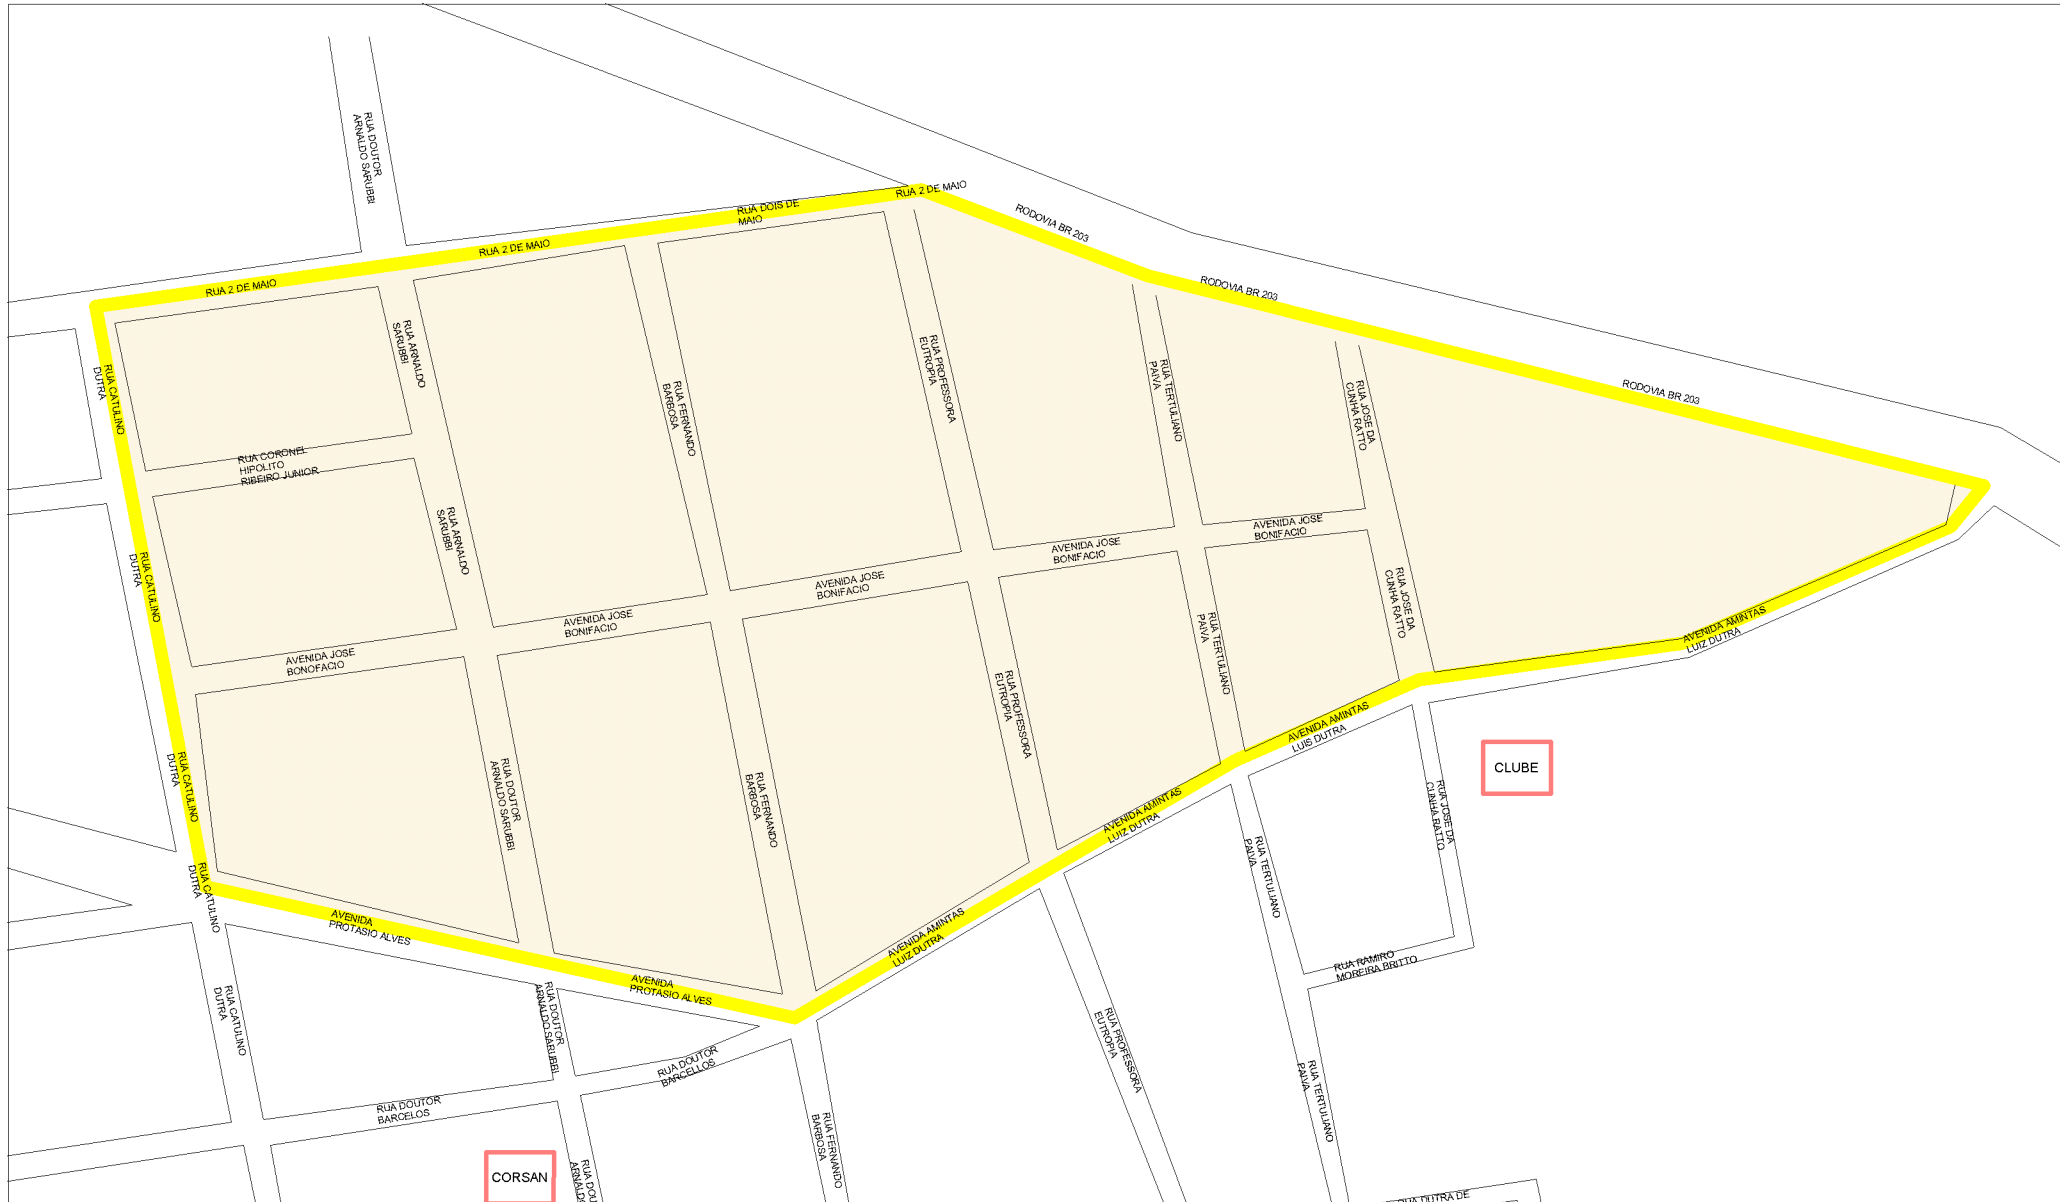 RUA DOUTOR
ARNALDO SARUBBI
RUA 2 DE MAIO
RUA DOIS DE
MAIO
RODOVIA BR 203
RUA 2 DE MAIO
RUA 2 DE MAIO
RODOVIA BR 203
RODOVIA BR 203
RUA CATULINO
DUTRA
RUA ARNALDO
SARUBBI
RUA FERNANDO
BARBOSA
RUA PROFESSORA
EUTROPIA
RUA TERTULIANO
PAIVA
RUA JOSE DA
CUNHA RATTO
RUA CORONEL
HIPOLITO
RIBEIRO JUNIOR
RUA ARNALDO
SARUBBI
AVENIDA JOSE
BONIFACIO
AVENIDA JOSE
BONIFACIO
AVENIDA JOSE
BONIFACIO
AVENIDA JOSE
BONIFACIO
AVENIDA JOSE
BONOFACIO
RUA CATULINO
DUTRA
RUA JOSE DA
CUNHA RATTO
RUA TERTULIANO
PAIVA
AVENIDA AMINTAS
LUIZ DUTRA
RUA PROFESSORA
EUTROPIA
AVENIDA AMINTAS
LUIS DUTRA
RUA CATULINO
DUTRA
RUA DOUTOR
ARNALDO SARUBBI
RUA FERNANDO
BARBOSA
AVENIDA AMINTAS
LUIZ DUTRA
CLUBE
RUA JOSE DA
CUNHA RATTO
RUA TERTULIANO
PAIVA
RUA CATULINO
DUTRA
AVENIDA
PROTASIO ALVES
AVENIDA AMINTAS
LUIZ DUTRA
RUA RAMIRO
MOREIRA BRITTO
AVENIDA
PROTASIO ALVES
RUA CATULINO
DUTRA
RUA DOUTOR
ARNALDO SARUBBI
RUA DOUTOR
BARCELLOS
RUA PROFESSORA
EUTROPIA
RUA TERTULIANO
PAIVA
RUA DOUTOR
BARCELOS
RUA FERNANDO
BARBOSA
CORSAN
RUA DOU
ARNALD
DUTRA DE